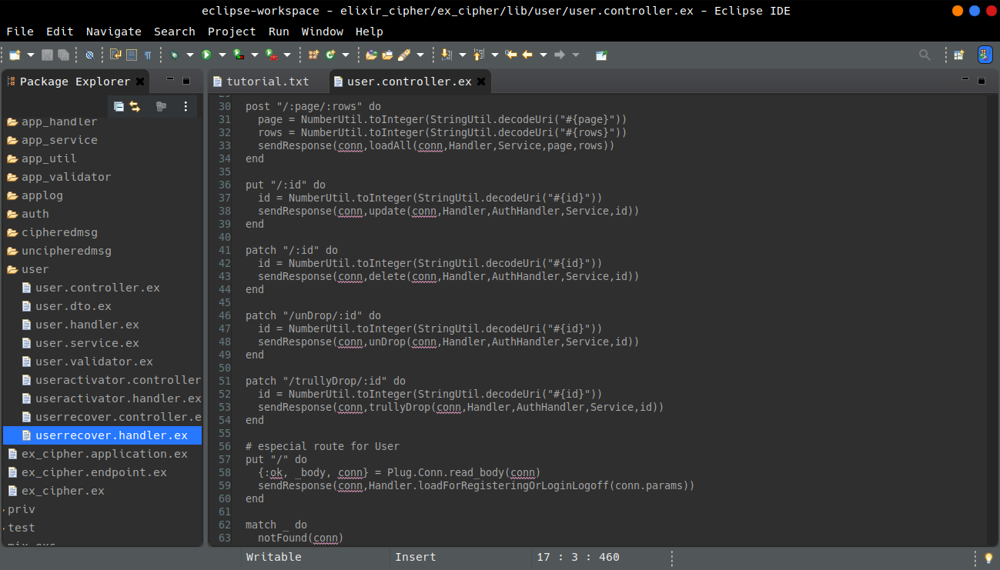 eclipse-workspace - elixir_cipher/ex_cipher/lib/user/user.controller.ex - Eclipse IDE
File Edit Navigate Search Project Run Window Help
Package Explorer
app_handler
app_service
app_util
app_validator
applog
auth
cipheredmsg
uncipheredmsg
user
user.controller.ex
user.dto.ex
user.handler.ex
user.service.ex
user.validator.ex
useractivator.controller
useractivator.handler.ex
userrecover.controller.e
userrecover.handler.ex
ex_cipher.application.ex
ex_cipher.endpoint.ex
ex_cipher.ex
priv
test
mix.exs
tutorial.txt user.controller.ex
29
30 post "/:page/:rows" do
31 page = NumberUtil.toInteger(StringUtil.decodeUri("#{page}"))
32 rows = NumberUtil.toInteger(StringUtil.decodeUri("#{rows}"))
33 sendResponse(conn,loadAll(conn,Handler,Service,page,rows))
34 end
35
36 put "/:id" do
37 id = NumberUtil.toInteger(StringUtil.decodeUri("#{id}"))
38 sendResponse(conn,update(conn,Handler,AuthHandler,Service,id))
39 end
40
41 patch "/:id" do
42 id = NumberUtil.toInteger(StringUtil.decodeUri("#{id}"))
43 sendResponse(conn,delete(conn,Handler,AuthHandler,Service,id))
44 end
45
46 patch "/unDrop/:id" do
47 id = NumberUtil.toInteger(StringUtil.decodeUri("#{id}"))
48 sendResponse(conn,unDrop(conn,Handler,AuthHandler,Service,id))
49 end
50
51 patch "/trullyDrop/:id" do
52 id = NumberUtil.toInteger(StringUtil.decodeUri("#{id}"))
53 sendResponse(conn,trullyDrop(conn,Handler,AuthHandler,Service,id))
54 end
55
56 # especial route for User
57 put "/" do
58 {:ok, _body, conn} = Plug.Conn.read_body(conn)
59 sendResponse(conn,Handler.loadForRegisteringOrLoginLogoff(conn.params))
60 end
61
62 match _ do
63 notFound(conn)
Writable Insert 17 : 3 : 460